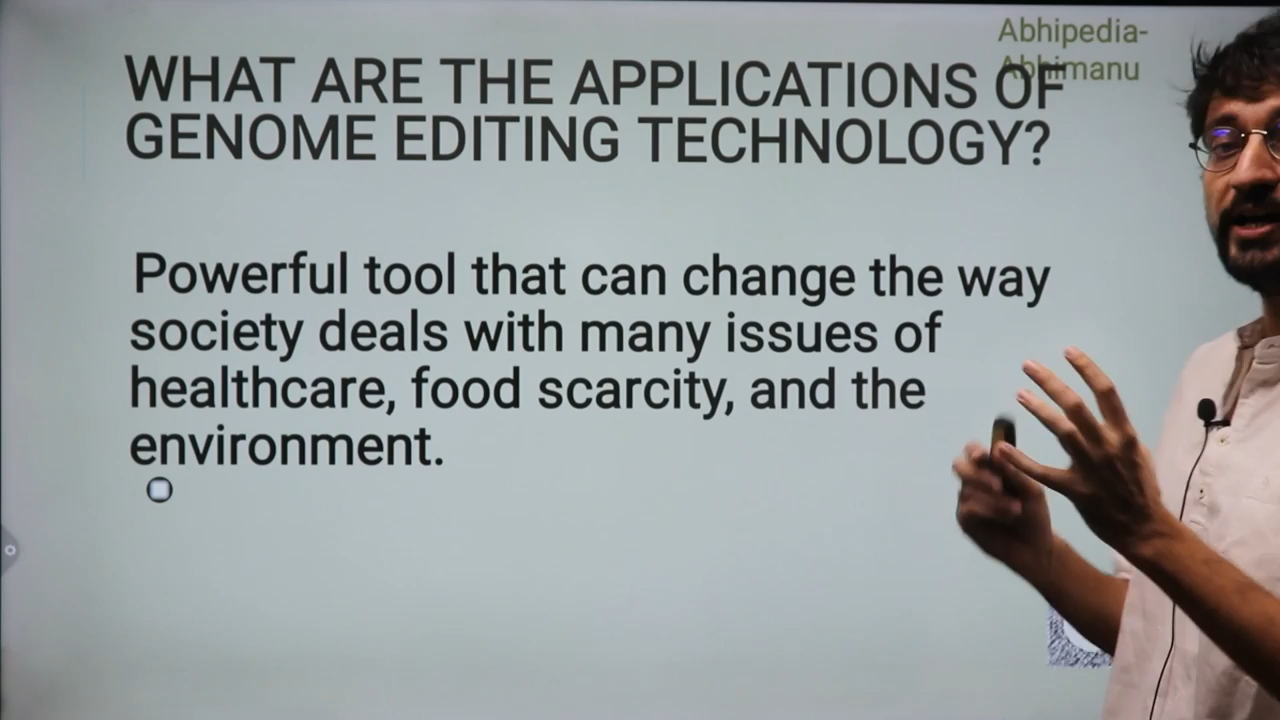 Abhipedia-
Abhimanu
WHAT ARE THE APPLICATIONS OF
GENOME EDITING TECHNOLOGY?
Powerful tool that can change the way
society deals with many issues of
healthcare, food scarcity, and the
environment.